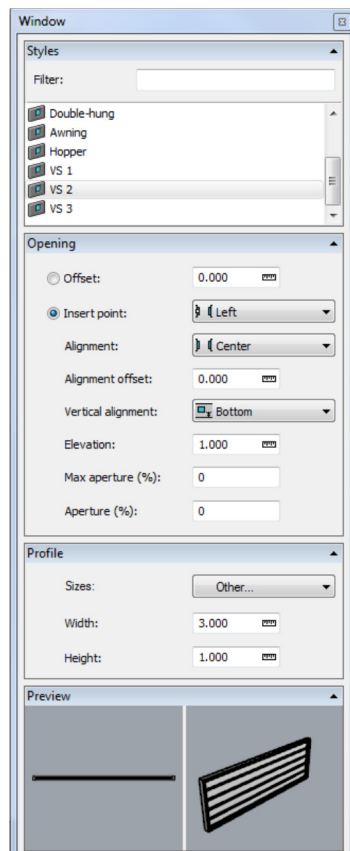 Window
Styles
Filter:
Double-hung
Awning
Hopper
VS 1
VS 2
VS 3
Opening
Offset: 0.000
Insert point: Left
Alignment: Center
Alignment offset: 0.000
Vertical alignment: Bottom
Elevation: 1.000
Max aperture (%): 0
Aperture (%): 0
Profile
Sizes: Other...
Width: 3.000
Height: 1.000
Preview